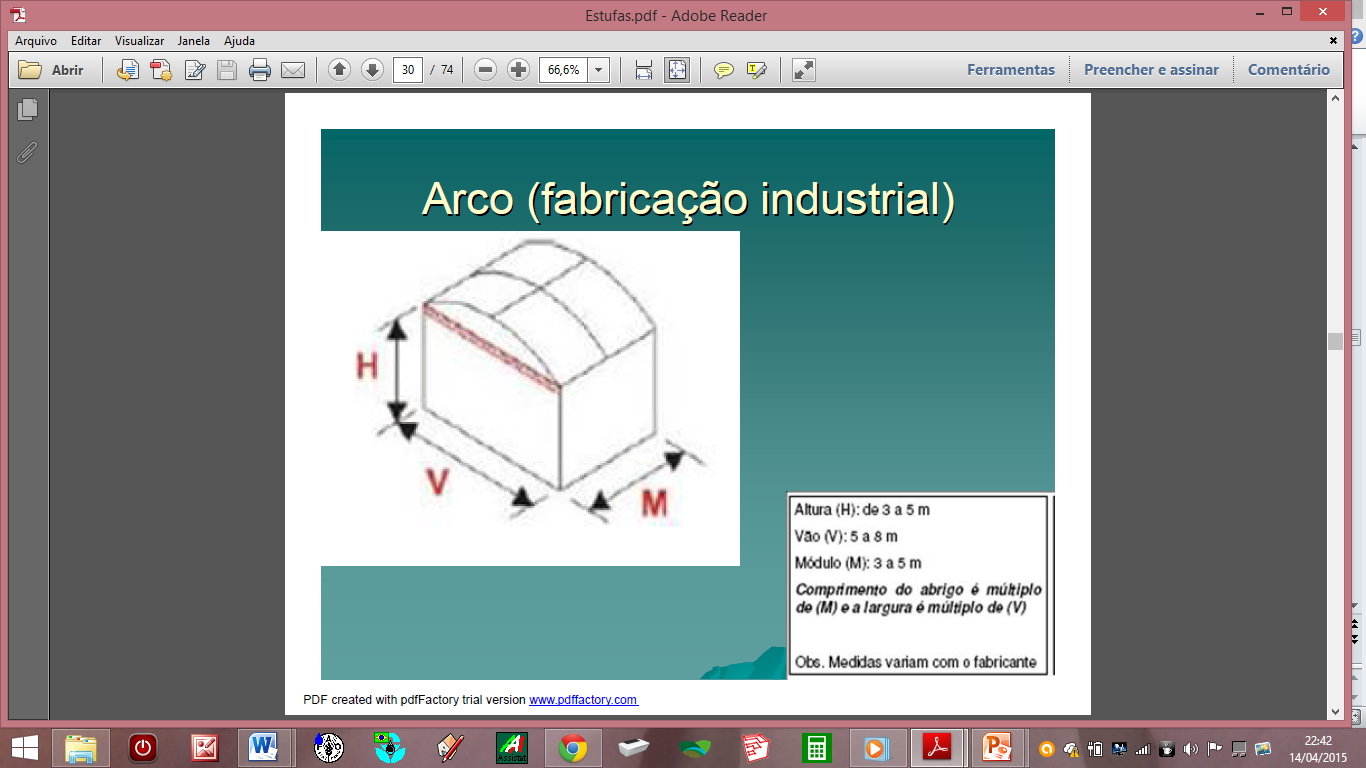 Estufas.pdf - Adobe Reader
Arquivo Editar Visualizar Janela Ajuda
Abrir 30 / 74 66,6% Ferramentas Preencher e assinar Comentário
Arco (fabricação industrial)
H
V
M
Altura (H): de 3 a 5 m
Vão (V): 5 a 8 m
Módulo (M): 3 a 5 m
Comprimento do abrigo é múltiplo
de (M) e a largura é múltiplo de (V)
Obs. Medidas variam com o fabricante
PDF created with pdfFactory trial version www.pdffactory.com
Assistat
22:42
14/04/2015